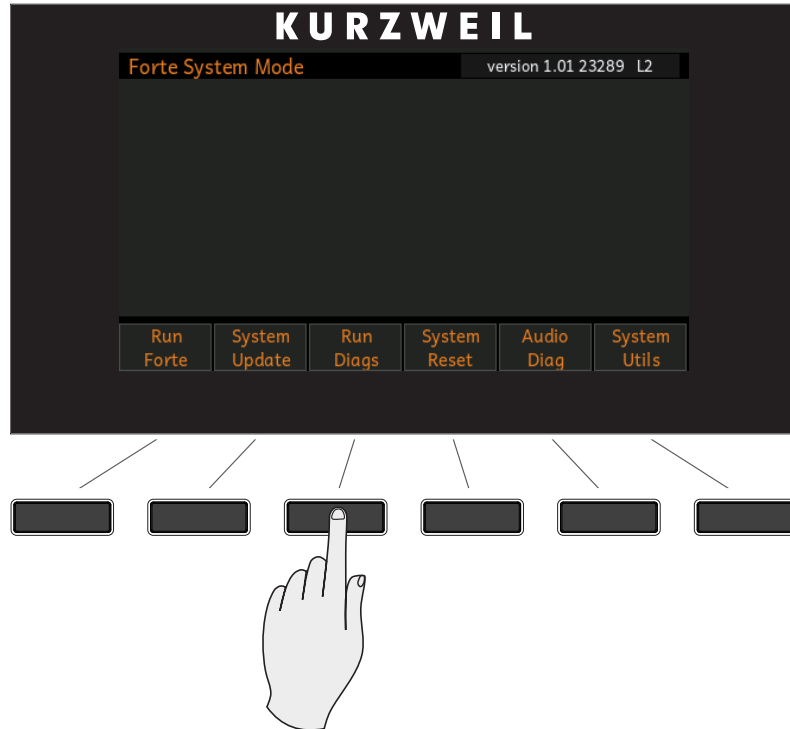 KURZWEIL
Forte System Mode version 1.01 23289 L2
Run System Run System Audio System
Forte Update Diags Reset Diag Utils